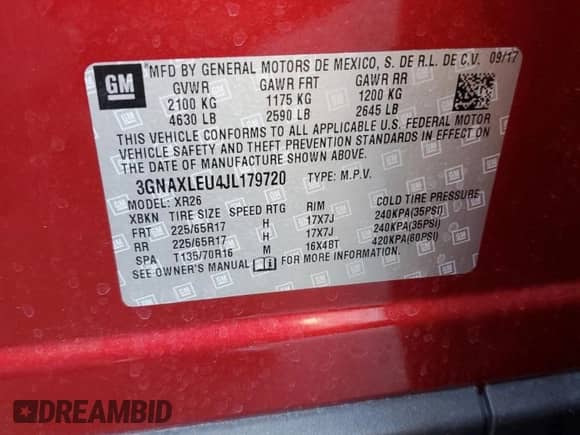 GM
MFD BY GENERAL MOTORS DE MEXICO, S. DE R.L. DE C.V. 09/17
GVWR GAWR FRT GAWR RR
2100 KG 1175 KG 1200 KG
4630 LB 2590 LB 2645 LB
THIS VEHICLE CONFORMS TO ALL APPLICABLE U.S. FEDERAL MOTOR
VEHICLE SAFETY AND THEFT PREVENTION STANDARDS IN EFFECT ON
THE DATE OF MANUFACTURE SHOWN ABOVE.
3GNAXLEU4JL179720 TYPE: M.P.V.
MODEL: XR26
XBKN TIRE SIZE SPEED RTG RIM COLD TIRE PRESSURE
FRT 225/65R17 H 17X7J 240KPA(35PSI)
RR 225/65R17 H 17X7J 240KPA(35PSI)
SPA T135/70R16 M 16X4BT 420KPA(60PSI)
SEE OWNER'S MANUAL FOR MORE INFORMATION.
DREAMBID